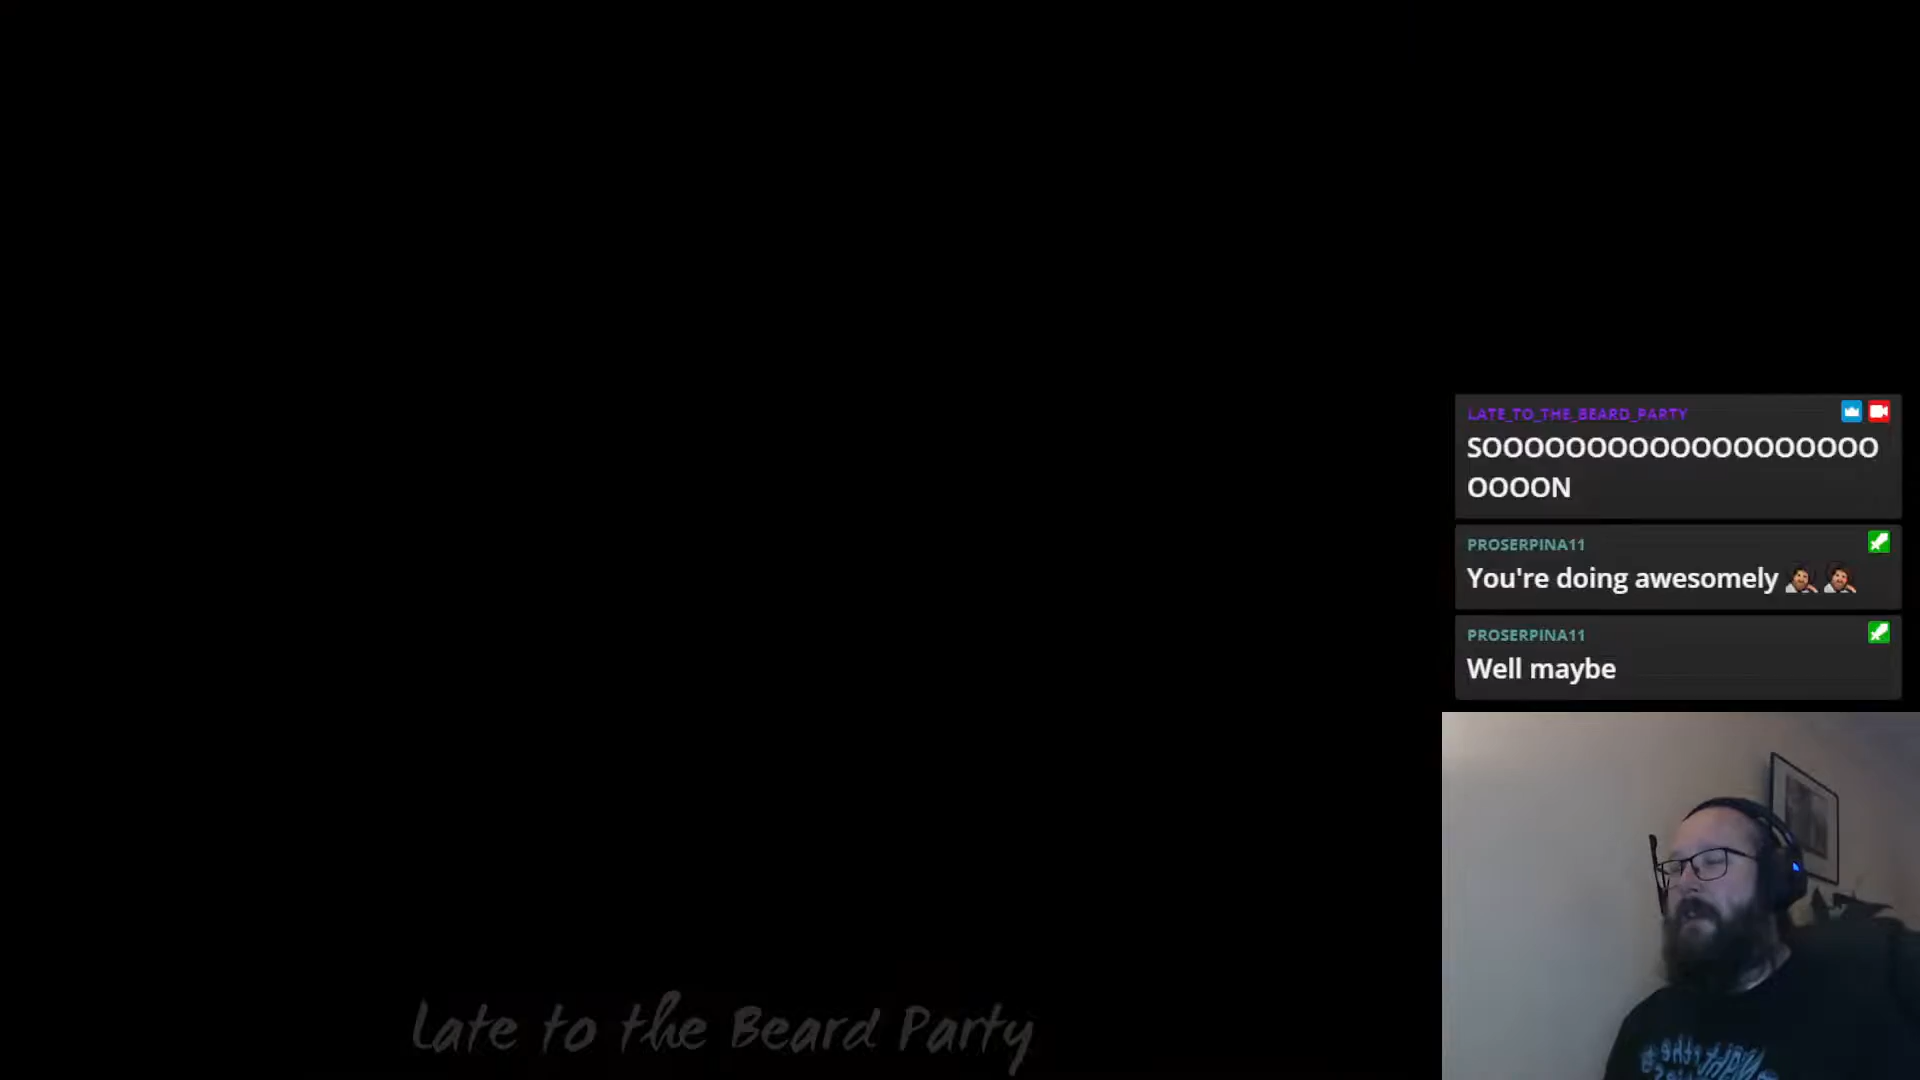 LATE_TO_THE_BEARD_PARTY
SOOOOOOOOOOOOOOOOOOO
OOOON
PROSERPINA11
You're doing awesomely
PROSERPINA11
Well maybe
Late to the Beard Party